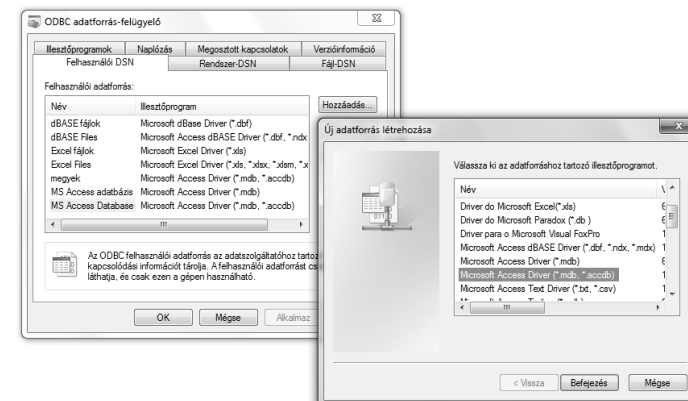 ODBC adatforrás-felügyelő
Illesztőprogramok Naplózás Megosztott kapcsolatok Verzióinformáció
Felhasználói DSN Rendszer-DSN Fájl-DSN
Felhasználói adatforrás:
Név Illesztőprogram
Hozzáadás...
dBASE fájlok Microsoft dBase Driver (*.dbf)
dBASE Files Microsoft Access dBASE Driver (*.dbf, *.ndx
Excel fájlok Microsoft Excel Driver (*.xls)
Excel Files Microsoft Excel Driver (*.xls, *.xlsx, *.xlsm, *.x
megyek Microsoft Access Driver (*.mdb, *.accdb)
MS Access adatbázis Microsoft Access Driver (*.mdb)
MS Access Database Microsoft Access Driver (*.mdb, *.accdb)
Az ODBC felhasználói adatforrás az adatszolgáltatóhoz tartoz
kapcsolódási információt tárolja. A felhasználói adatforrást cs
láthatja, és csak ezen a gépen használható.
OK Mégse Alkalmaz
Új adatforrás létrehozása
Válassza ki az adatforráshoz tartozó illesztőprogramot.
Név V
Driver do Microsoft Excel(*.xls) 6
Driver do Microsoft Paradox (*.db ) 6
Driver para o Microsoft Visual FoxPro 1
Microsoft Access dBASE Driver (*.dbf, *.ndx, *.mdx) 1
Microsoft Access Driver (*.mdb) 6
Microsoft Access Driver (*.mdb, *.accdb) 1
Microsoft Access Text Driver (*.txt, *.csv) 1
< Vissza Befejezés Mégse